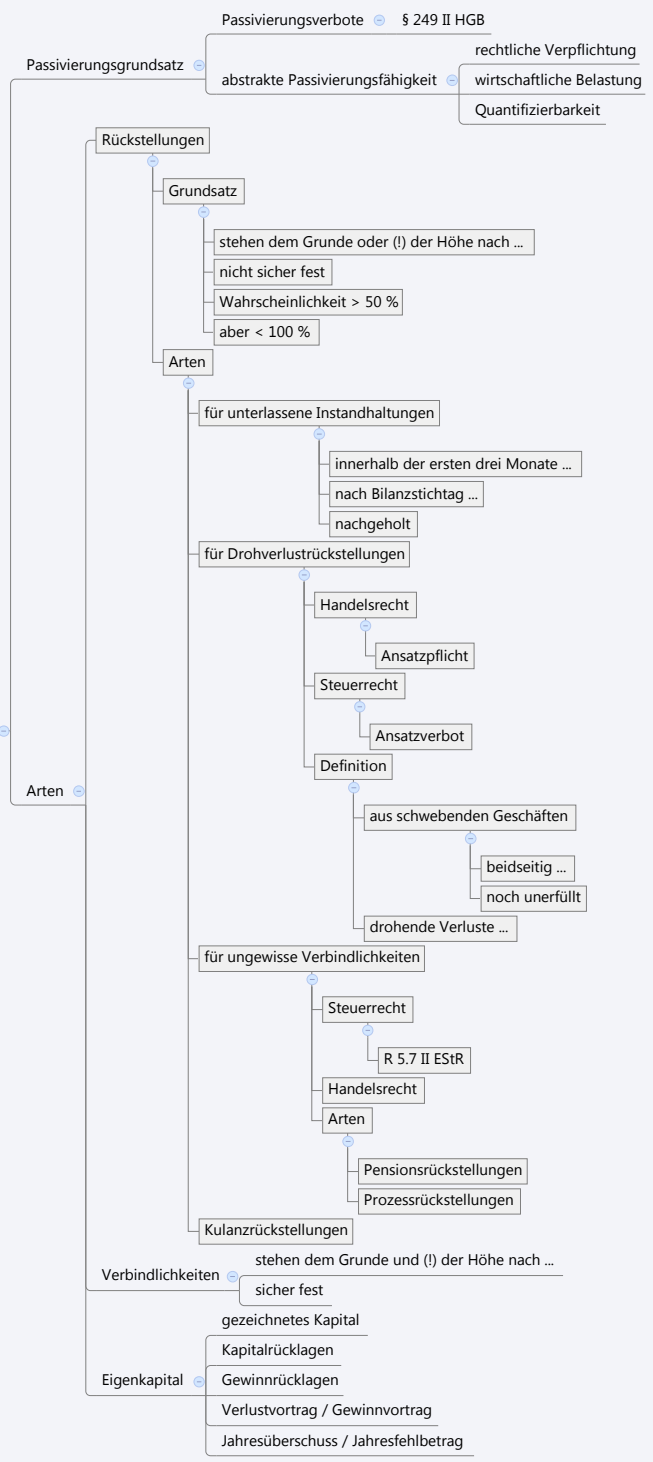 Passivierungsgrundsatz
Passivierungsverbote
§ 249 II HGB
abstrakte Passivierungsfähigkeit
rechtliche Verpflichtung
wirtschaftliche Belastung
Quantifizierbarkeit
Arten
Rückstellungen
Grundsatz
stehen dem Grunde oder (!) der Höhe nach ...
nicht sicher fest
Wahrscheinlichkeit > 50 %
aber < 100 %
Arten
für unterlassene Instandhaltungen
innerhalb der ersten drei Monate ...
nach Bilanzstichtag ...
nachgeholt
für Drohverlustrückstellungen
Handelsrecht
Ansatzpflicht
Steuerrecht
Ansatzverbot
Definition
aus schwebenden Geschäften
beidseitig ...
noch unerfüllt
drohende Verluste ...
für ungewisse Verbindlichkeiten
Steuerrecht
R 5.7 II EStR
Handelsrecht
Arten
Pensionsrückstellungen
Prozessrückstellungen
Kulanzrückstellungen
Verbindlichkeiten
stehen dem Grunde und (!) der Höhe nach ...
sicher fest
Eigenkapital
gezeichnetes Kapital
Kapitalrücklagen
Gewinnrücklagen
Verlustvortrag / Gewinnvortrag
Jahresüberschuss / Jahresfehlbetrag